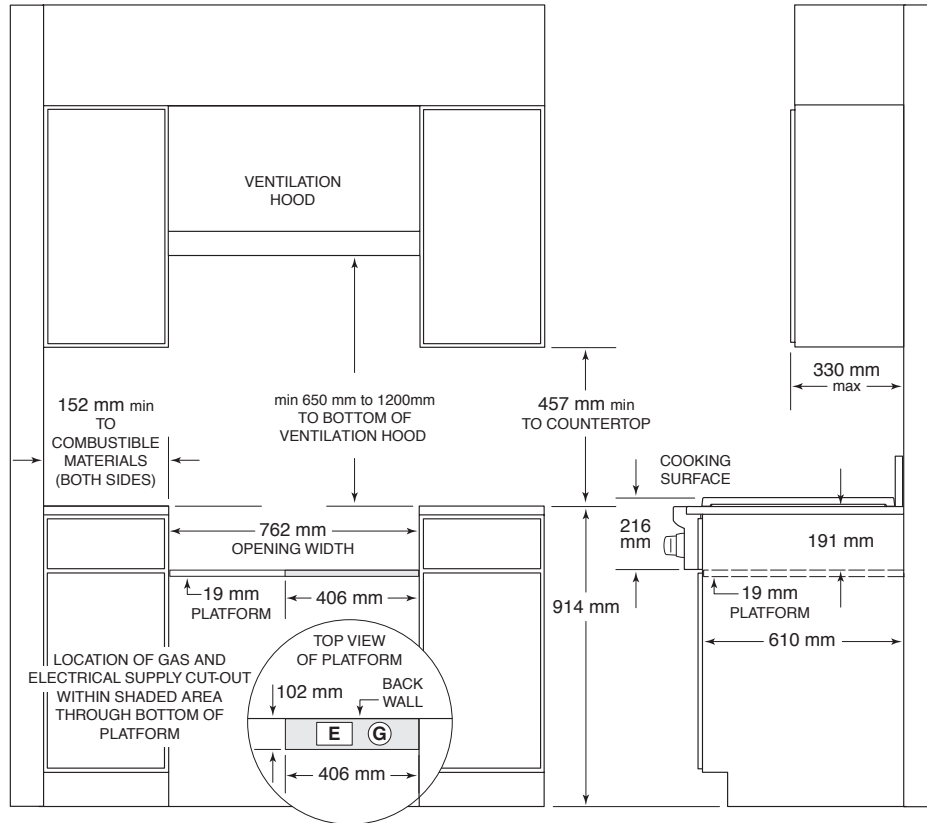 VENTILATION
HOOD
330 mm
max
152 mm min
TO
COMBUSTIBLE
MATERIALS
(BOTH SIDES)
min 650 mm to 1200mm
TO BOTTOM OF
VENTILATION HOOD
457 mm min
TO COUNTERTOP
COOKING
SURFACE
762 mm
OPENING WIDTH
216
mm
191 mm
19 mm
PLATFORM
406 mm
914 mm
19 mm
PLATFORM
610 mm
LOCATION OF GAS AND
ELECTRICAL SUPPLY CUT-OUT
WITHIN SHADED AREA
THROUGH BOTTOM OF
PLATFORM
TOP VIEW
OF PLATFORM
102 mm
BACK
WALL
E G
406 mm